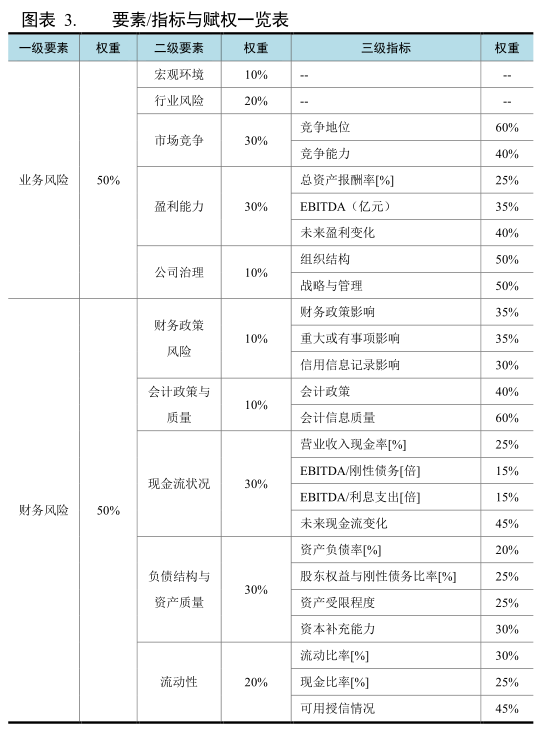 图表 3. 要素/指标与赋权一览表
一级要素 权重 二级要素 权重 三级指标 权重
业务风险 50% 宏观环境 10% -- --
行业风险 20% -- --
市场竞争 30% 竞争地位 60%
竞争能力 40%
盈利能力 30% 总资产报酬率[%] 25%
EBITDA（亿元） 35%
未来盈利变化 40%
公司治理 10% 组织结构 50%
战略与管理 50%
财务风险 50% 财务政策 10% 财务政策影响 35%
风险 重大或有事项影响 35%
信用信息记录影响 30%
会计政策与 10% 会计政策 40%
质量 会计信息质量 60%
现金流状况 30% 营业收入现金率[%] 25%
EBITDA/刚性债务[倍] 15%
EBITDA/利息支出[倍] 15%
未来现金流变化 45%
负债结构与 30% 资产负债率[%] 20%
资产质量 股东权益与刚性债务比率[%] 25%
资产受限程度 25%
资本补充能力 30%
流动性 20% 流动比率[%] 30%
现金比率[%] 25%
可用授信情况 45%